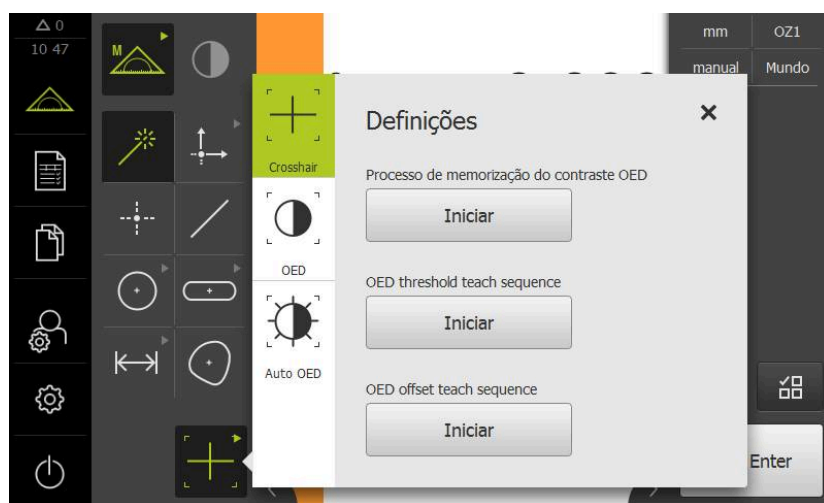 0
10 47
M
mm
OZ1
manual
Mundo
Crosshair
OED
Auto OED
Definições
Processo de memorização do contraste OED
Iniciar
OED threshold teach sequence
Iniciar
OED offset teach sequence
Iniciar
Enter